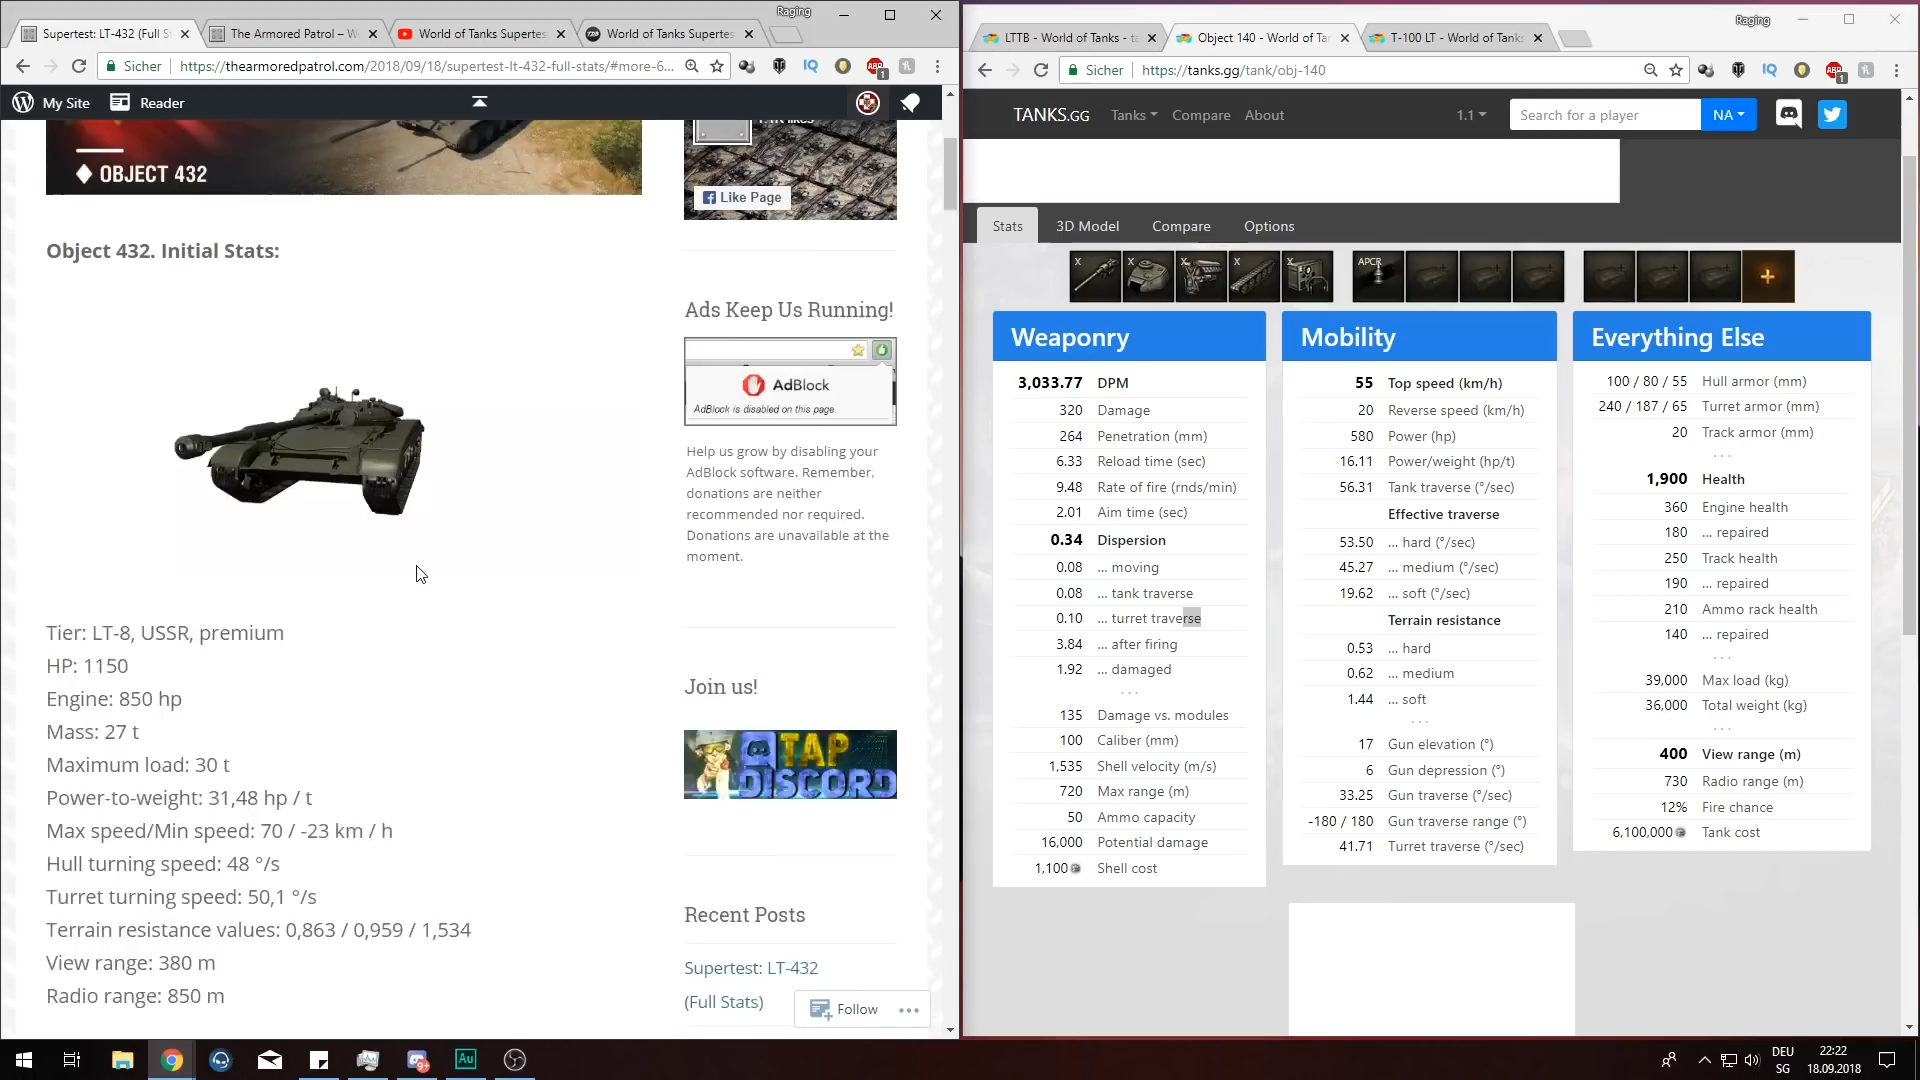 Raging
Supertest: LT-432 (Full S
The Armored Patrol – W
World of Tanks Supertes
World of Tanks Supertes
Sicher
https://thearmoredpatrol.com/2018/09/18/supertest-lt-432-full-stats/#more-6...
My Site
Reader
OBJECT 432
Like Page
Object 432. Initial Stats:
Ads Keep Us Running!
AdBlock
AdBlock is disabled on this page.
Help us grow by disabling your
AdBlock software. Remember,
donations are neither
recommended nor required.
Donations are unavailable at the
moment.
Tier: LT-8, USSR, premium
HP: 1150
Engine: 850 hp
Mass: 27 t
Maximum load: 30 t
Power-to-weight: 31,48 hp / t
Max speed/Min speed: 70 / -23 km / h
Hull turning speed: 48 °/s
Turret turning speed: 50,1 °/s
Terrain resistance values: 0,863 / 0,959 / 1,534
View range: 380 m
Radio range: 850 m
Join us!
TAP
DISCORD
Recent Posts
Supertest: LT-432
(Full Stats)
Follow
Raging
LTTB - World of Tanks - ta
Object 140 - World of Tan
T-100 LT - World of Tanks
Sicher
https://tanks.gg/tank/obj-140
TANKS.GG
Tanks
Compare
About
1.1
Search for a player
NA
Stats
3D Model
Compare
Options
X
X
X
X
X
APCR
Weaponry
3,033.77 DPM
320 Damage
264 Penetration (mm)
6.33 Reload time (sec)
9.48 Rate of fire (rnds/min)
2.01 Aim time (sec)
0.34 Dispersion
0.08 ... moving
0.08 ... tank traverse
0.10 ... turret traverse
3.84 ... after firing
1.92 ... damaged
...
135 Damage vs. modules
100 Caliber (mm)
1,535 Shell velocity (m/s)
720 Max range (m)
50 Ammo capacity
16,000 Potential damage
1,100 Shell cost
Mobility
55 Top speed (km/h)
20 Reverse speed (km/h)
580 Power (hp)
16.11 Power/weight (hp/t)
56.31 Tank traverse (°/sec)
Effective traverse
53.50 ... hard (°/sec)
45.27 ... medium (°/sec)
19.62 ... soft (°/sec)
Terrain resistance
0.53 ... hard
0.62 ... medium
1.44 ... soft
...
17 Gun elevation (°)
6 Gun depression (°)
33.25 Gun traverse (°/sec)
-180 / 180 Gun traverse range (°)
41.71 Turret traverse (°/sec)
Everything Else
100 / 80 / 55 Hull armor (mm)
240 / 187 / 65 Turret armor (mm)
20 Track armor (mm)
...
1,900 Health
360 Engine health
180 ... repaired
250 Track health
190 ... repaired
210 Ammo rack health
140 ... repaired
...
39,000 Max load (kg)
36,000 Total weight (kg)
...
400 View range (m)
730 Radio range (m)
12% Fire chance
6,100,000 Tank cost
Au
DEU
SG
22:22
18.09.2018